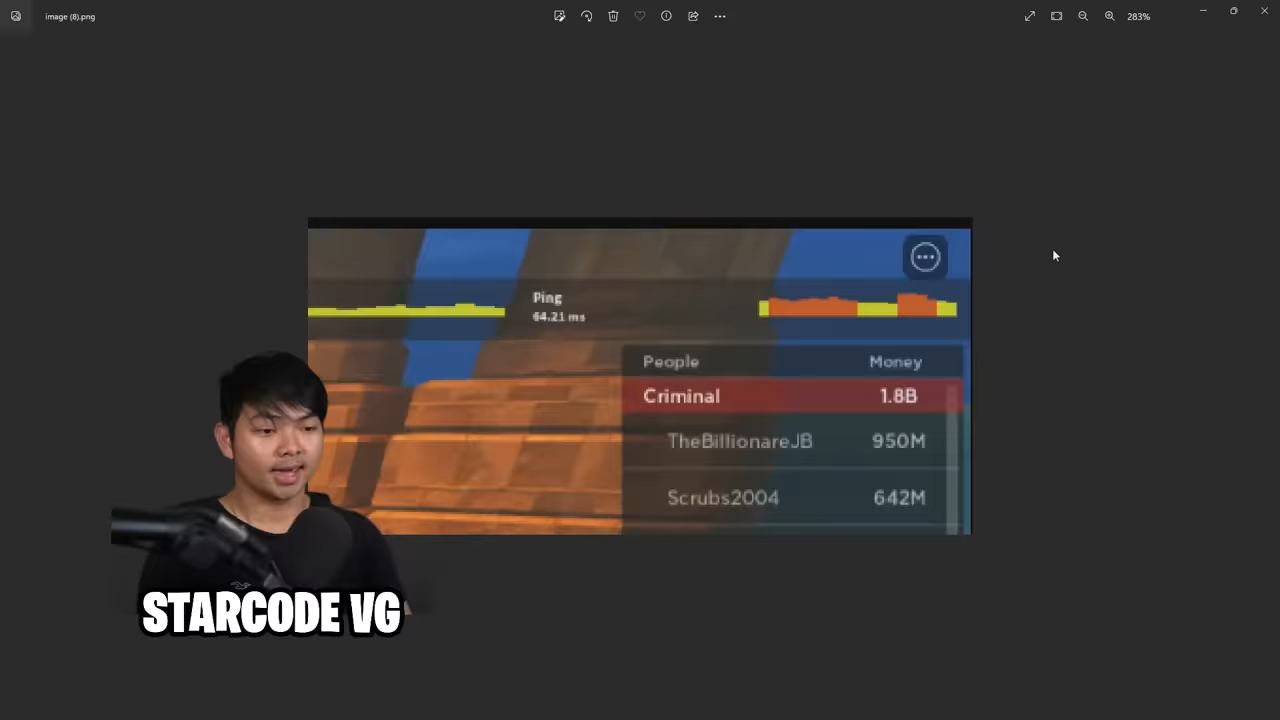 image (8).png
283%
Ping
64.21 ms
People Money
Criminal 1.8B
TheBillionareJB 950M
Scrubs2004 642M
STARCODE VG